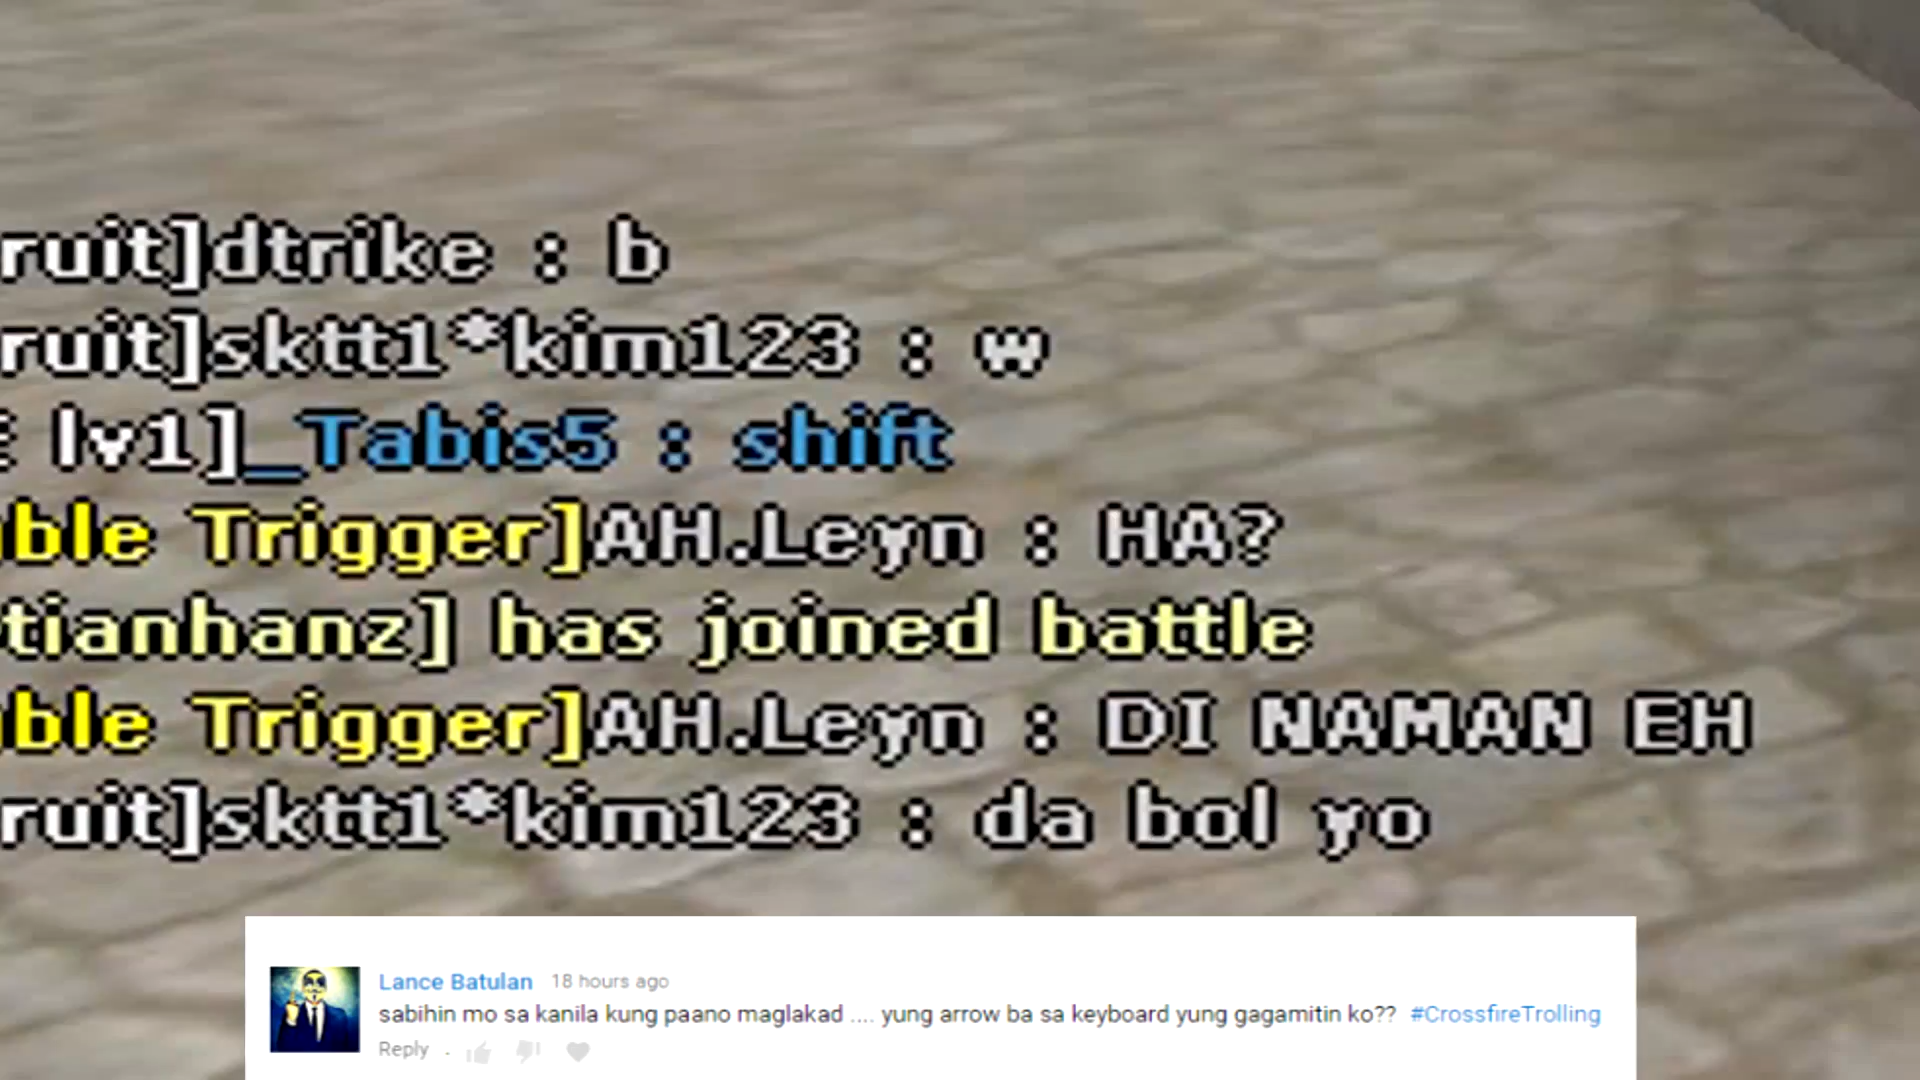 ruit]dtrike : b
ruit]sktt1*kim123 : w
E lv1]_Tabis5 : shift
ble Trigger]AH.Leyn : HA?
tianhanz] has joined battle
ble Trigger]AH.Leyn : DI NAMAN EH
ruit]sktt1*kim123 : da bol yo
Lance Batulan 18 hours ago
sabihin mo sa kanila kung paano maglakad .... yung arrow ba sa keyboard yung gagamitin ko?? #CrossfireTrolling
Reply .